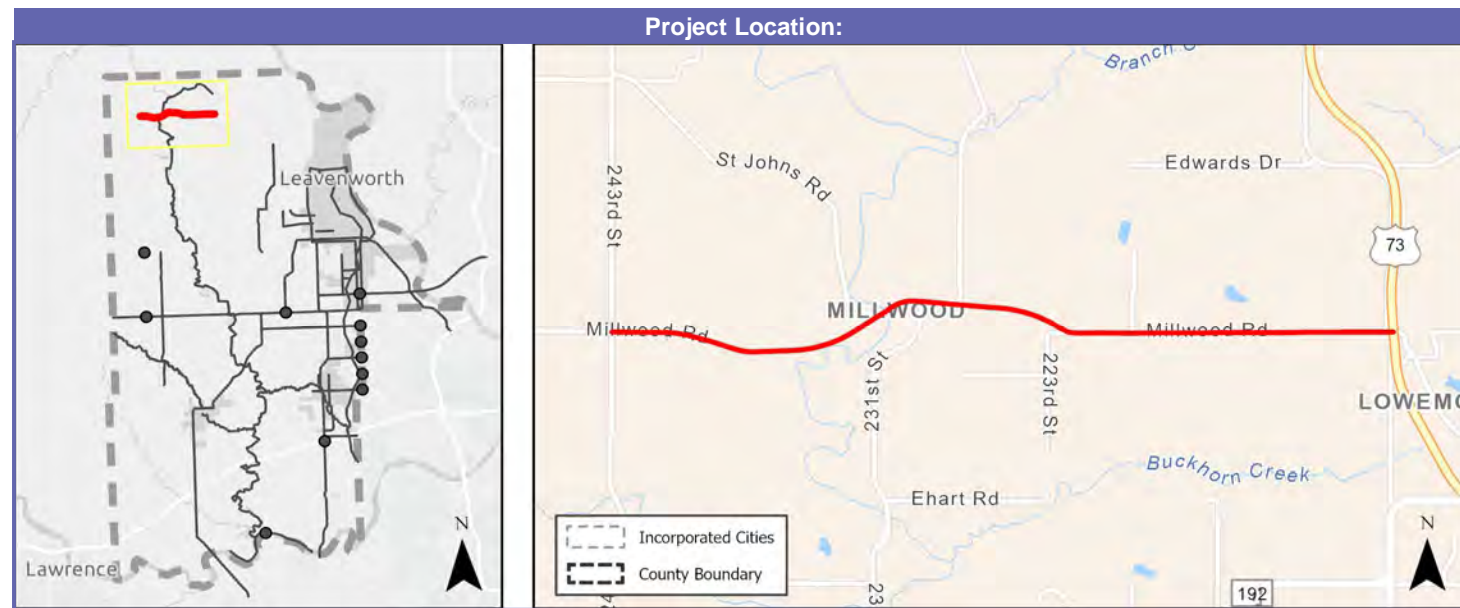 Project Location:
Leavenworth
Lawrence
N
Branch
St Johns Rd
Edwards Dr
243rd St
73
MILLWOOD
Millwood Rd
Millwood Rd
231st St
223rd St
LOWEMO
Buckhorn Creek
Ehart Rd
Incorporated Cities
County Boundary
23
192
N